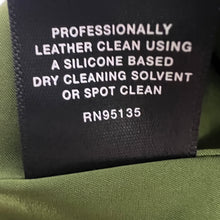 PROFESSIONALLY
LEATHER CLEAN USING
A SILICONE BASED
DRY CLEANING SOLVENT
OR SPOT CLEAN
RN95135